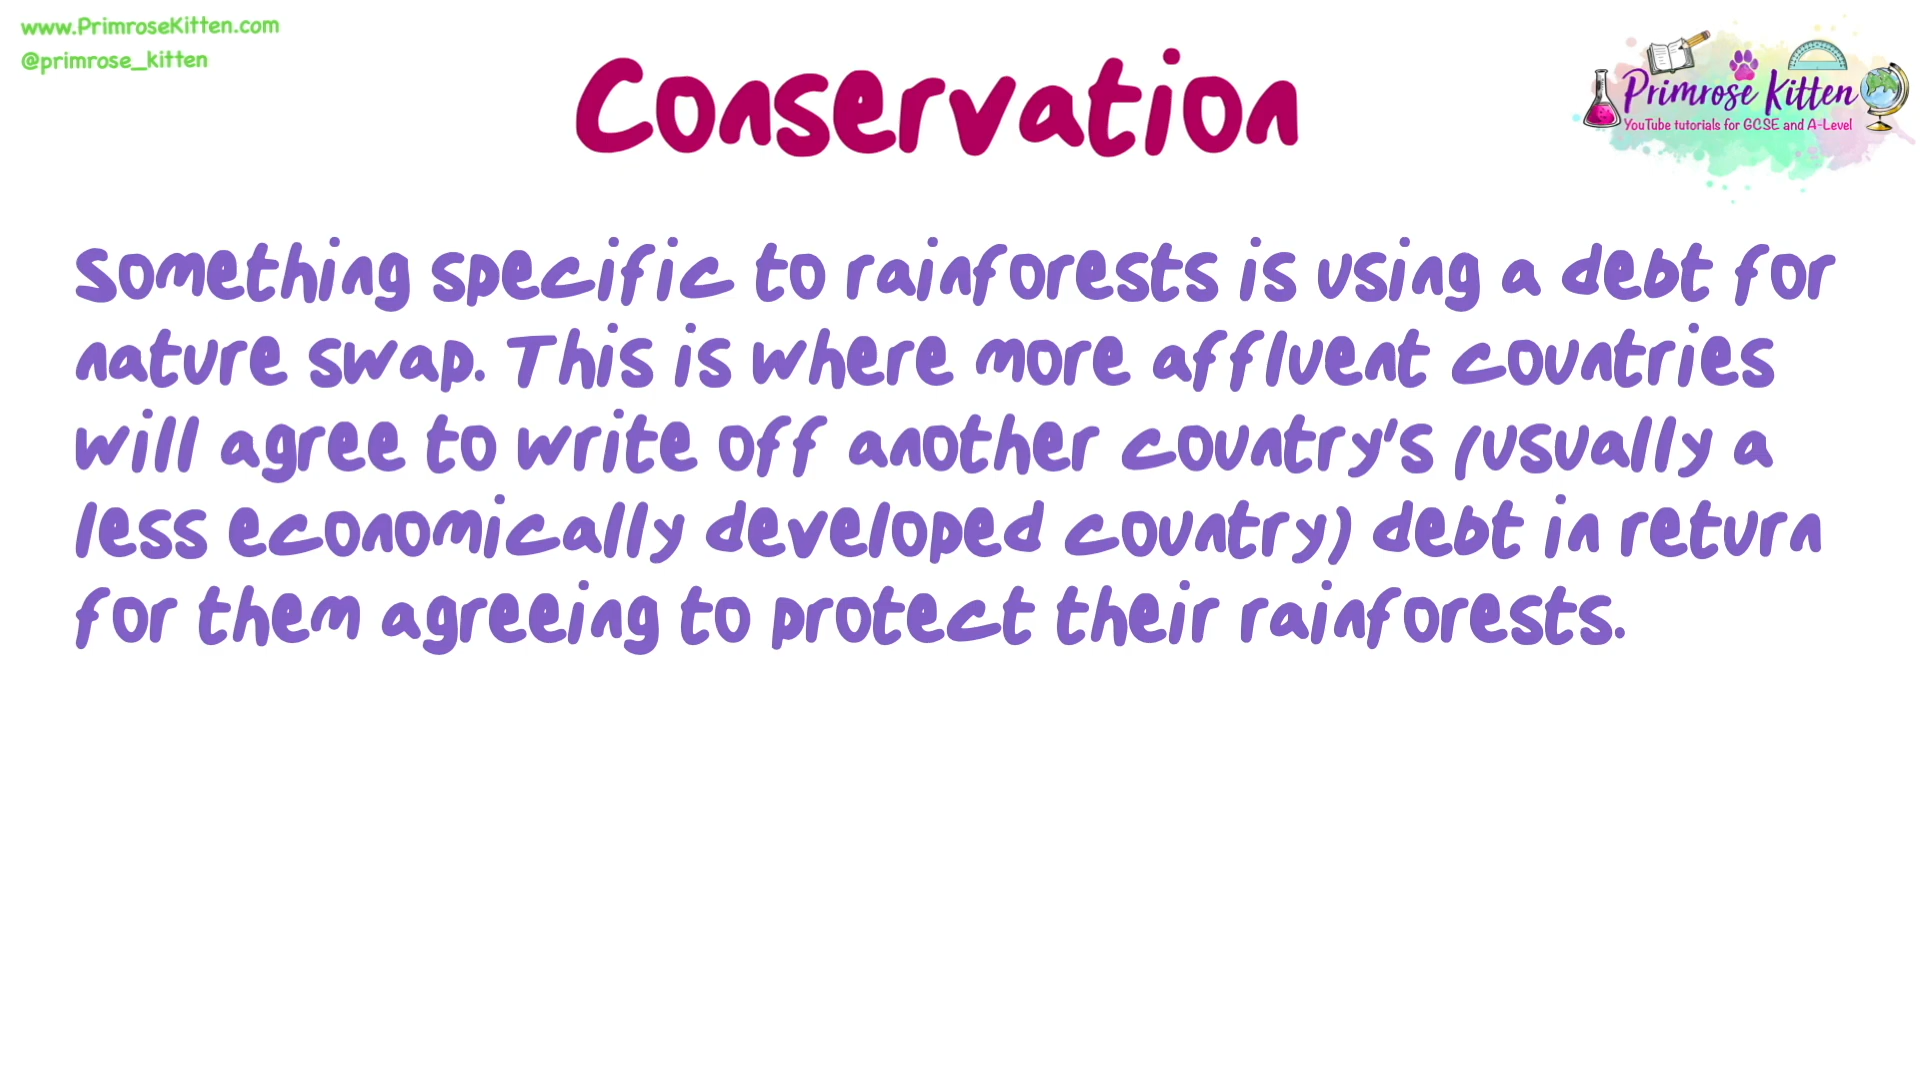 www.PrimroseKitten.com
@primrose_kitten
Conservation
Primrose Kitten
YouTube tutorials for GCSE and A-Level
Something specific to rainforests is using a debt for
nature swap. This is where more affluent countries
will agree to write off another country's (usually a
less economically developed country) debt in return
for them agreeing to protect their rainforests.